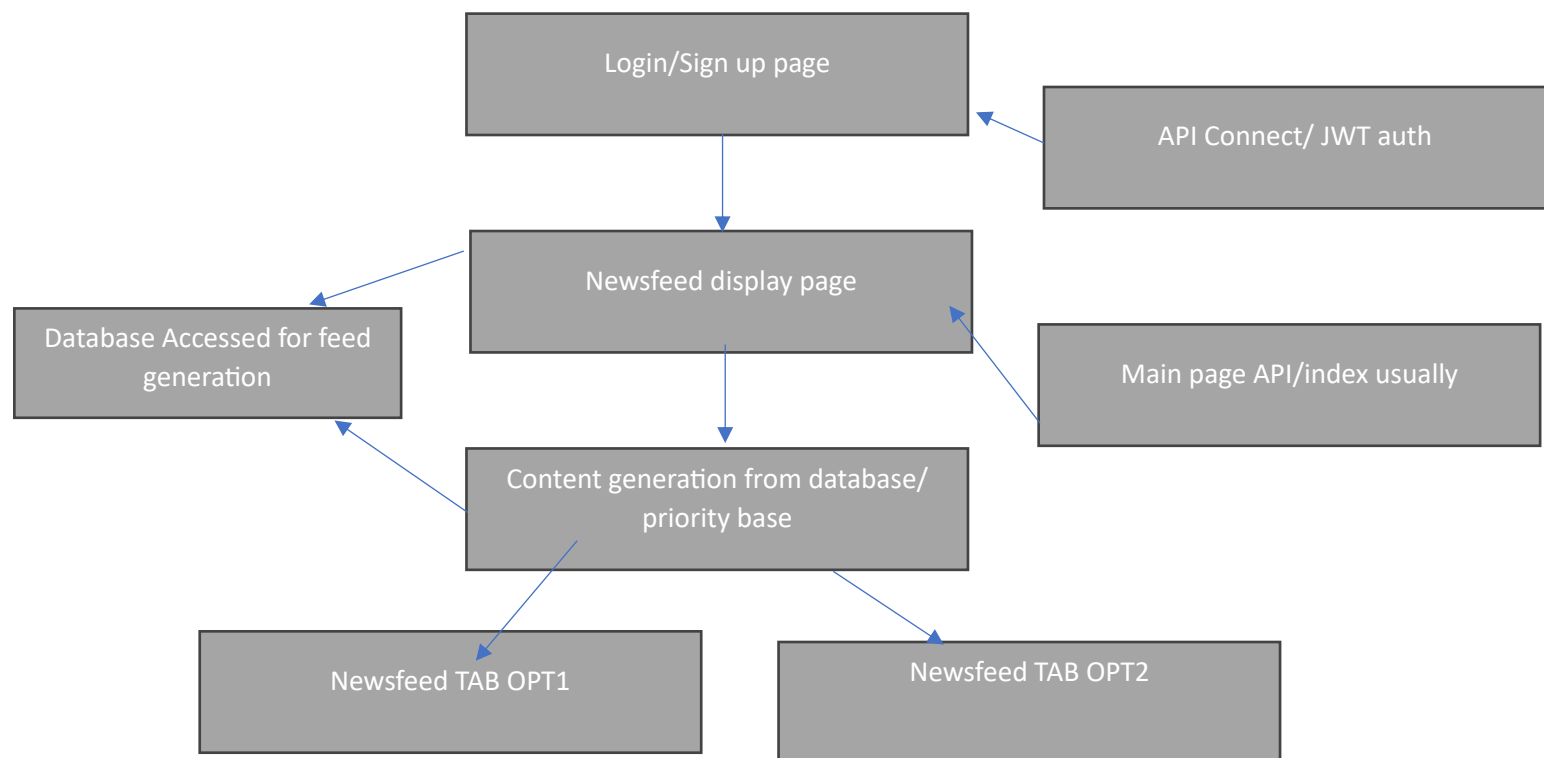 Login/Sign up page
API Connect/ JWT auth
Newsfeed display page
Database Accessed for feed
generation
Main page API/index usually
Content generation from database/
priority base
Newsfeed TAB OPT1
Newsfeed TAB OPT2